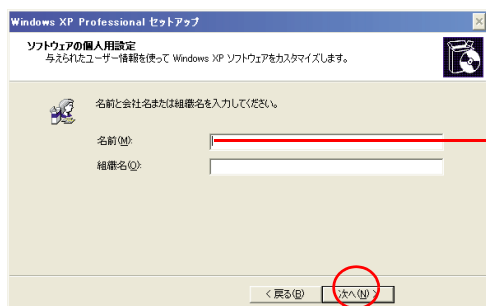 Windows XP Professional セットアップ
ソフトウェアの個人用設定
与えられたユーザー情報を使って Windows XP ソフトウェアをカスタマイズします。
名前と会社名または組織名を入力してください。
名前(M):
組織名(O):
< 戻る(B)
次へ(N) >